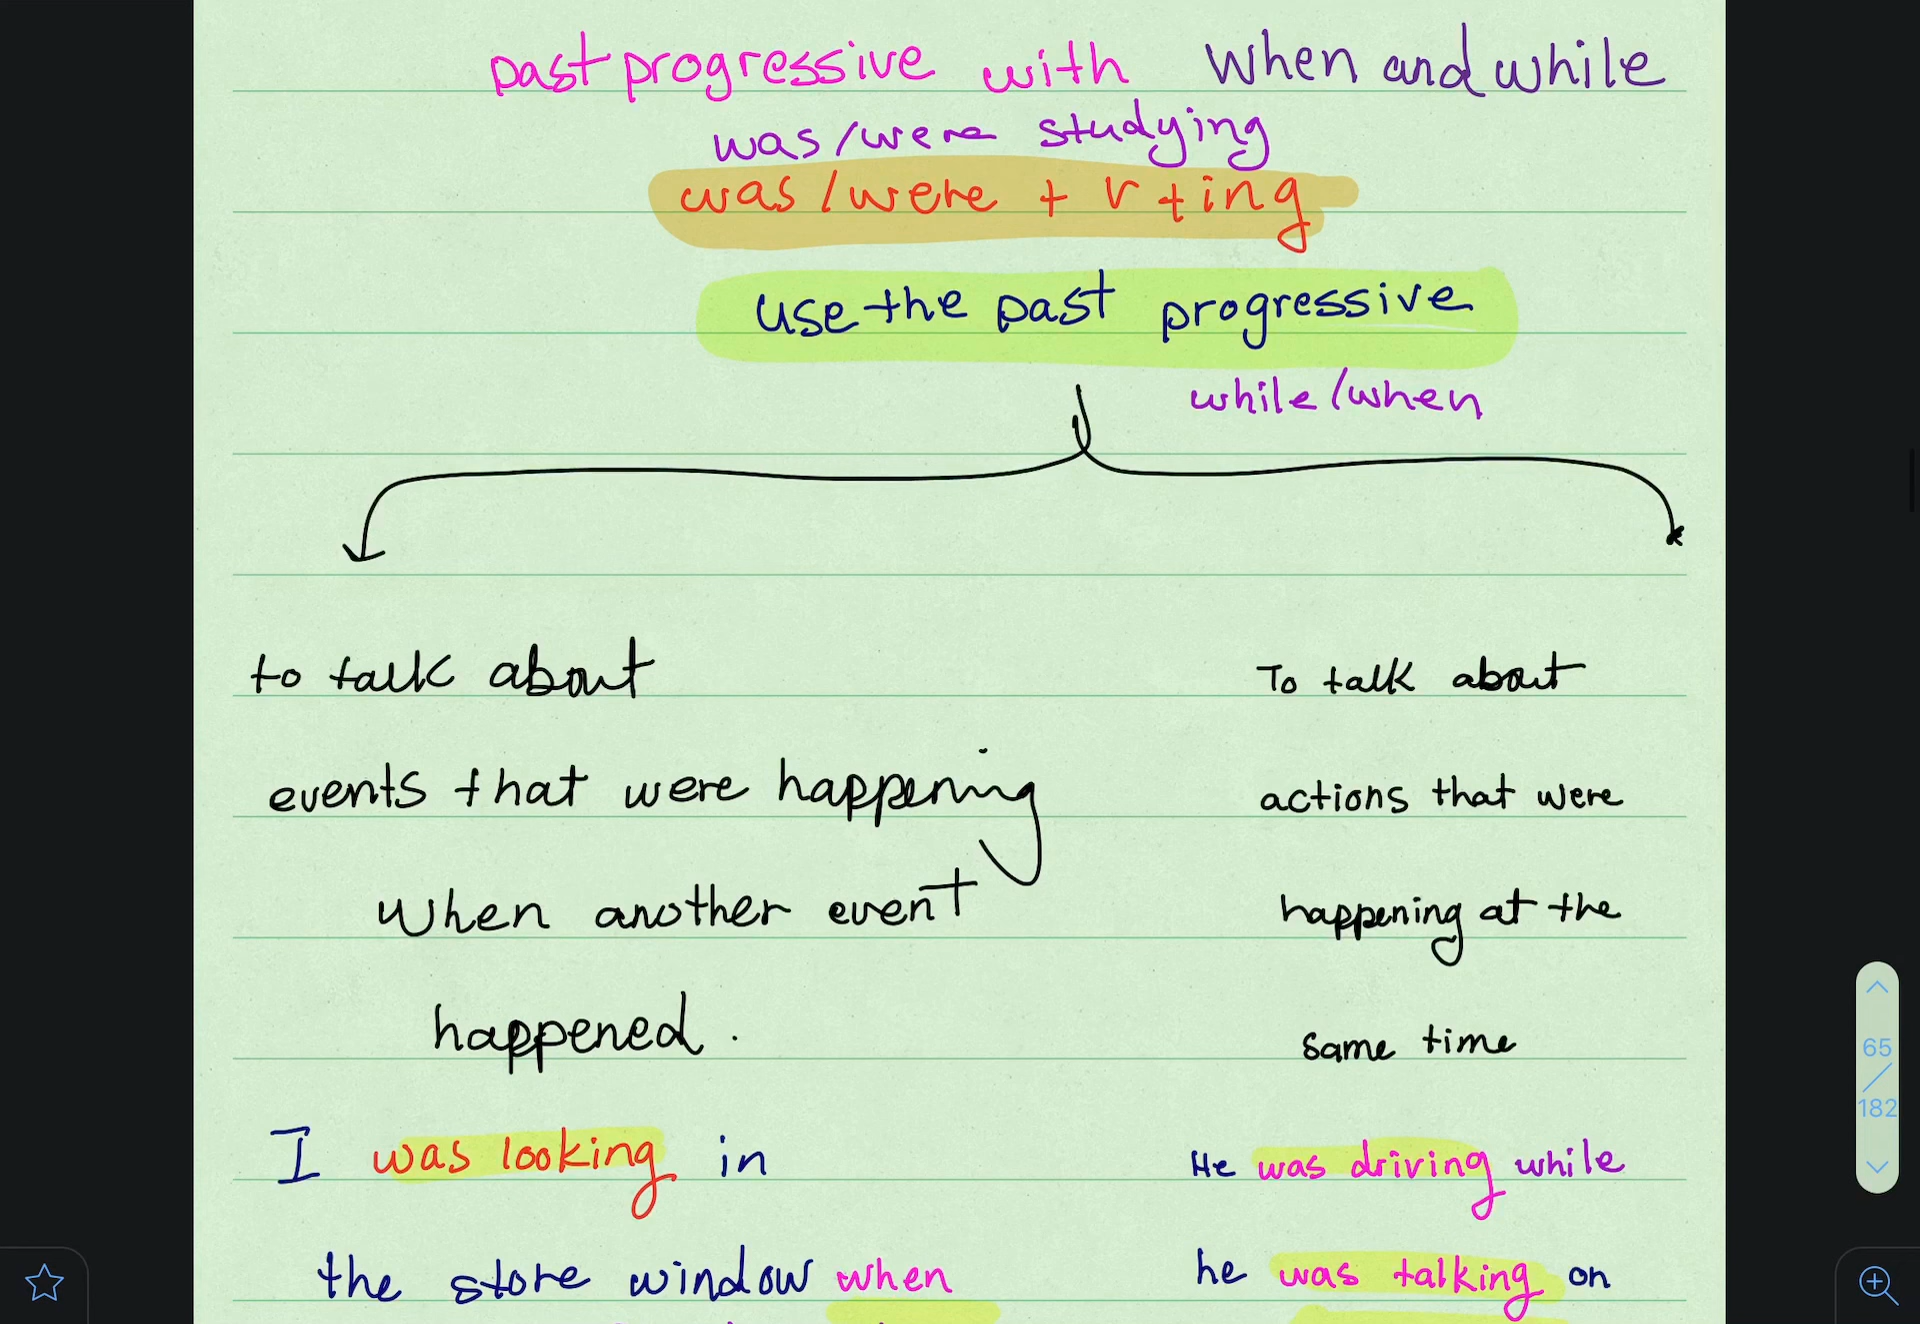 past progressive with when and while
was/were studying
was/were + v + ing
use the past progressive
while/when
to talk about
events that were happening
when another event
happened.
I was looking in
the store window when
To talk about
actions that were
happening at the
same time
He was driving while
he was talking on
65
182